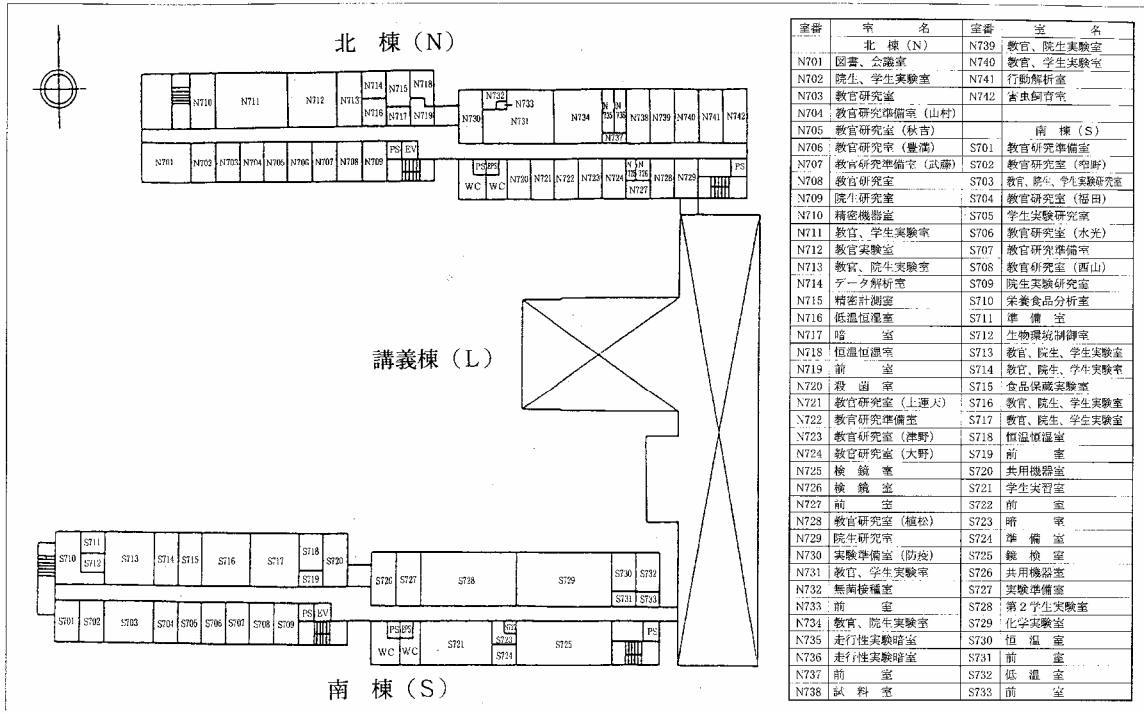 北 棟（N）
N710
N711
N712
N713
N714
N716
N715
N717
N718
N719
N701
N702
N703
N704
N705
N706
N707
N708
N709
PS
EV
N730
N732
N733
N731
N734
N
735
N
736
N737
N738
N739
N740
N741
N742
PS
EPS
WC
WC
N720
N721
N722
N723
N724
N
725
N
726
N727
N728
N729
PS
講義棟（L）
S710
S711
S712
S713
S714
S715
S716
S717
S718
S719
S720
S701
S702
S703
S704
S705
S706
S707
S708
S709
PS
EV
S726
S727
S728
S729
S730
S731
S732
S733
PS
EPS
WC
WC
S721
S722
S723
S724
S725
PS
南 棟（S）
室番 室 名 室番 室 名
北 棟（N） N739 教官、院生実験室
N701 図書、会議室 N740 教官、学生実験室
N702 院生、学生実験室 N741 行動解析室
N703 教官研究室 N742 害虫飼育室
N704 教官研究準備室（山村）
N705 教官研究室（秋吉） 南 棟（S）
N706 教官研究室（豊濱） S701 教官研究準備室
N707 教官研究準備室（武藤） S702 教官研究室
N708 教官研究室 S703 教官、院生、学生実験研究室
N709 院生研究室 S704 教官研究室（福田）
N710 精密機器室 S705 学生実験研究室
N711 教官、学生実験室 S706 教官研究室（水光）
N712 教官実験室 S707 教官研究準備室
N713 教官、院生実験室 S708 教官研究室（西山）
N714 データ解析室 S709 院生実験研究室
N715 精密計測室 S710 栄養食品分析室
N716 低温恒湿室 S711 準 備 室
N717 暗 室 S712 生物環境制御室
N718 恒温恒湿室 S713 教官、院生、学生実験室
N719 前 室 S714 教官、院生、学生実験室
N720 殺 菌 室 S715 食品保蔵実験室
N721 教官研究室（上運天） S716 教官、院生、学生実験室
N722 教官研究準備室 S717 教官、院生、学生実験室
N723 教官研究室（津野） S718 恒温恒湿室
N724 教官研究室（大野） S719 前 室
N725 検 鏡 室 S720 共用機器室
N726 検 鏡 室 S721 学生実習室
N727 前 室 S722 前 室
N728 教官研究室（植松） S723 暗 室
N729 院生研究室 S724 準 備 室
N730 実験準備室（防疫） S725 鏡 検 室
N731 教官、学生実験室 S726 共用機器室
N732 無菌接種室 S727 実験準備室
N733 前 室 S728 第2学生実験室
N734 教官、院生実験室 S729 化学実験室
N735 走行性実験暗室 S730 恒 温 室
N736 走行性実験暗室 S731 前 室
N737 前 室 S732 低 温 室
N738 試 料 室 S733 前 室